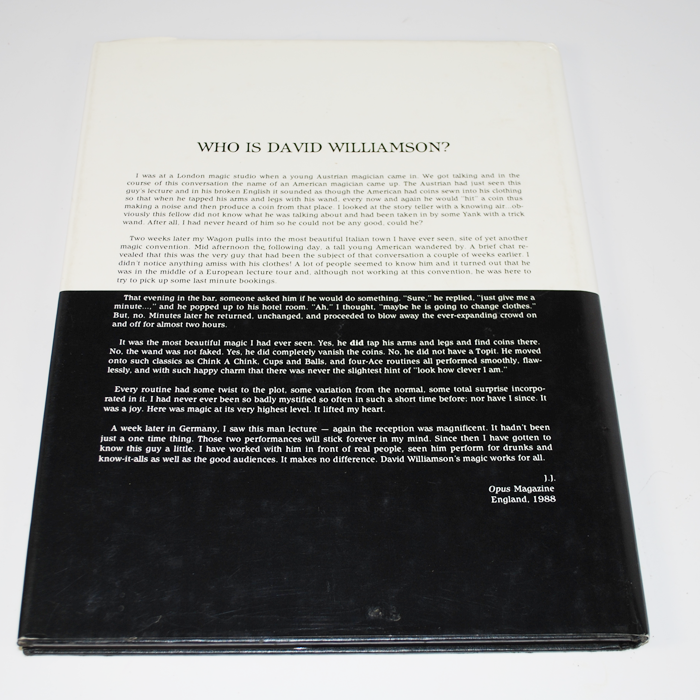 WHO IS DAVID WILLIAMSON?
I was at a London magic studio when a young Austrian magician came in. We got talking and in the
course of this conversation the name of an American magician came up. The Austrian had just seen this
guy's lecture and in his broken English it sounded as though the American had coins sewn into his clothing
so that when he tapped his arms and legs with his wand, every now and again he would "hit" a coin thus
making a noise and then produce a coin from that place. I looked at the story teller with a knowing air...ob-
viously this fellow did not know what he was talking about and had been taken in by some Yank with a trick
wand. After all, I had never heard of him so he could not be any good, could he?
Two weeks later my Wagon pulls into the most beautiful Italian town I have ever seen, site of yet another
magic convention. Mid afternoon the following day, a tall young American wandered by. A brief chat re-
vealed that this was the very guy that had been the subject of that conversation a couple of weeks earlier. I
didn't notice anything amiss with his clothes! A lot of people seemed to know him and it turned out that he
was in the middle of a European lecture tour and, although not working at this convention, he was here to
try to pick up some last minute bookings.
That evening in the bar, someone asked him if he would do something. "Sure," he replied, "just give me a
minute...," and he popped up to his hotel room. "Ah," I thought, "maybe he is going to change clothes."
But, no. Minutes later he returned, unchanged, and proceeded to blow away the ever-expanding crowd on
and off for almost two hours.
It was the most beautiful magic I had ever seen. Yes, he did tap his arms and legs and find coins there.
No, the wand was not faked. Yes, he did completely vanish the coins. No, he did not have a Topit. He moved
onto such classics as Chink A Chink, Cups and Balls, and four-Ace routines all performed smoothly, flaw-
lessly, and with such happy charm that there was never the slightest hint of "look how clever I am."
Every routine had some twist to the plot, some variation from the normal, some total surprise incorpo-
rated in it. I had never ever been so badly mystified so often in such a short time before; nor have I since. It
was a joy. Here was magic at its very highest level. It lifted my heart.
A week later in Germany, I saw this man lecture — again the reception was magnificent. It hadn't been
just a one time thing. Those two performances will stick forever in my mind. Since then I have gotten to
know this guy a little. I have worked with him in front of real people, seen him perform for drunks and
know-it-alls as well as the good audiences. It makes no difference. David Williamson's magic works for all.
J.J.
Opus Magazine
England, 1988